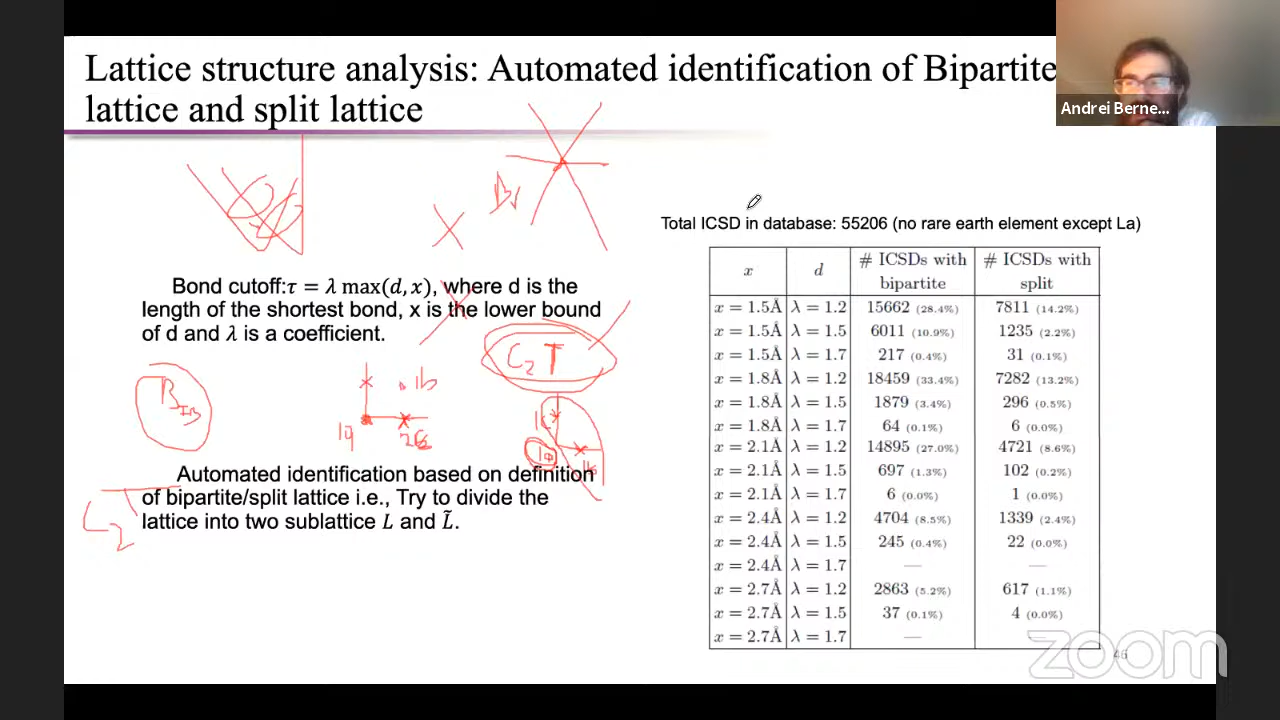 Lattice structure analysis: Automated identification of Bipartite
lattice and split lattice
Andrei Berne...
Total ICSD in database: 55206 (no rare earth element except La)
Bond cutoff:τ = λ max(d, x), where d is the
length of the shortest bond, x is the lower bound
of d and λ is a coefficient.
C₂ T
1b
1a
Automated identification based on definition
of bipartite/split lattice i.e., Try to divide the
lattice into two sublattice L and L̃.
C₂T
x d # ICSDs with bipartite # ICSDs with split
x = 1.5Å λ = 1.2 15662 (28.4%) 7811 (14.2%)
x = 1.5Å λ = 1.5 6011 (10.9%) 1235 (2.2%)
x = 1.5Å λ = 1.7 217 (0.4%) 31 (0.1%)
x = 1.8Å λ = 1.2 18459 (33.4%) 7282 (13.2%)
x = 1.8Å λ = 1.5 1879 (3.4%) 296 (0.5%)
x = 1.8Å λ = 1.7 64 (0.1%) 6 (0.0%)
x = 2.1Å λ = 1.2 14895 (27.0%) 4721 (8.6%)
x = 2.1Å λ = 1.5 697 (1.3%) 102 (0.2%)
x = 2.1Å λ = 1.7 6 (0.0%) 1 (0.0%)
x = 2.4Å λ = 1.2 4704 (8.5%) 1339 (2.4%)
x = 2.4Å λ = 1.5 245 (0.4%) 22 (0.0%)
x = 2.4Å λ = 1.7 — —
x = 2.7Å λ = 1.2 2863 (5.2%) 617 (1.1%)
x = 2.7Å λ = 1.5 37 (0.1%) 4 (0.0%)
x = 2.7Å λ = 1.7 — —
46
zoom